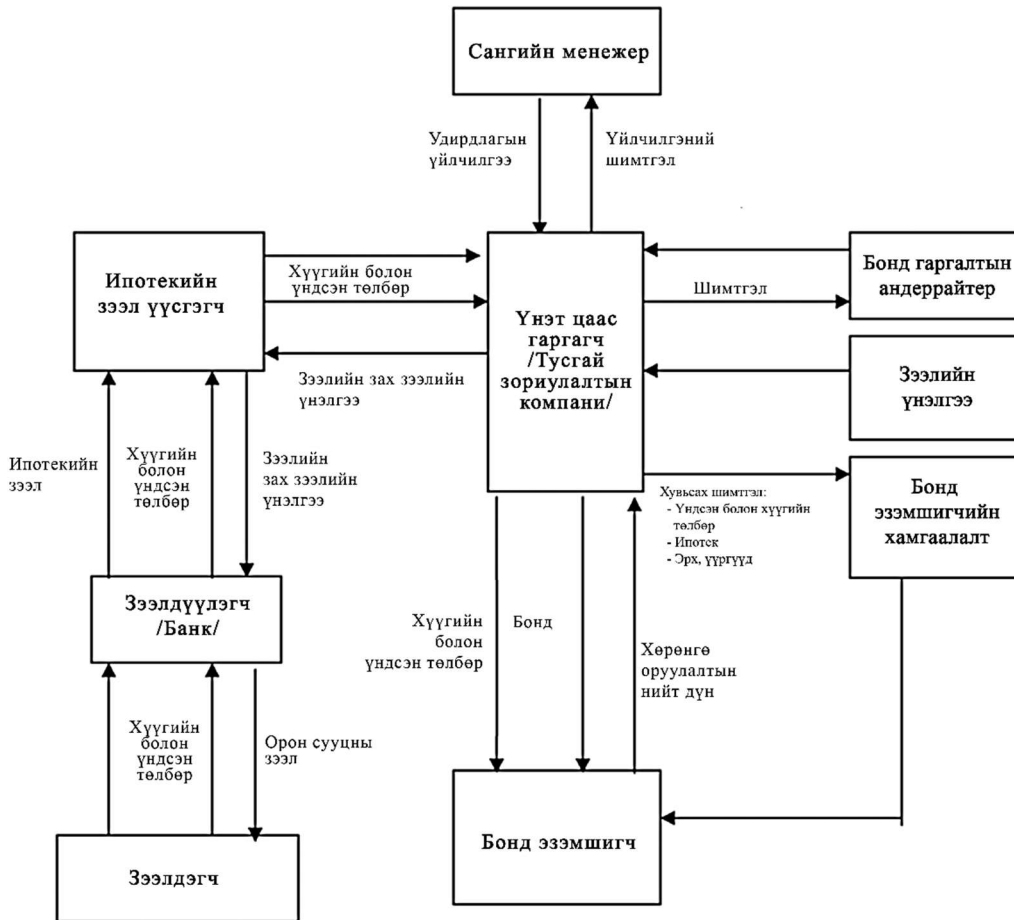 Сангийн менежер
Удирдлагын
үйлчилгээ
Үйлчилгэний
шимтгэл
Ипотекийн
зээл үүсгэгч
Хүүгийн болон
үндсэн төлбөр
Зээлийн зах зээлийн
үнэлгээ
Үнэт цаас
гаргагч
/Тусгай
зориулалтын
компани/
Шимтгэл
Бонд гаргалтын
андеррайтер
Зээлийн
үнэлгээ
Ипотекийн
зээл
Хүүгийн
болон
үндсэн
төлбөр
Зээлийн
зах зээлийн
үнэлгээ
Хувьсах шимтгэл:
- Үндсэн болон хүүгийн
төлбөр
- Ипотек
- Эрх, үүргүүд
Бонд
эзэмшигчийн
хамгаалалт
Зээлдүүлэгч
/Банк/
Хүүгийн
болон
үндсэн төлбөр
Бонд
Хөрөнгө
оруулалтын
нийт дүн
Хүүгийн
болон
үндсэн
төлбөр
Орон сууцны
зээл
Зээлдэгч
Бонд эзэмшигч